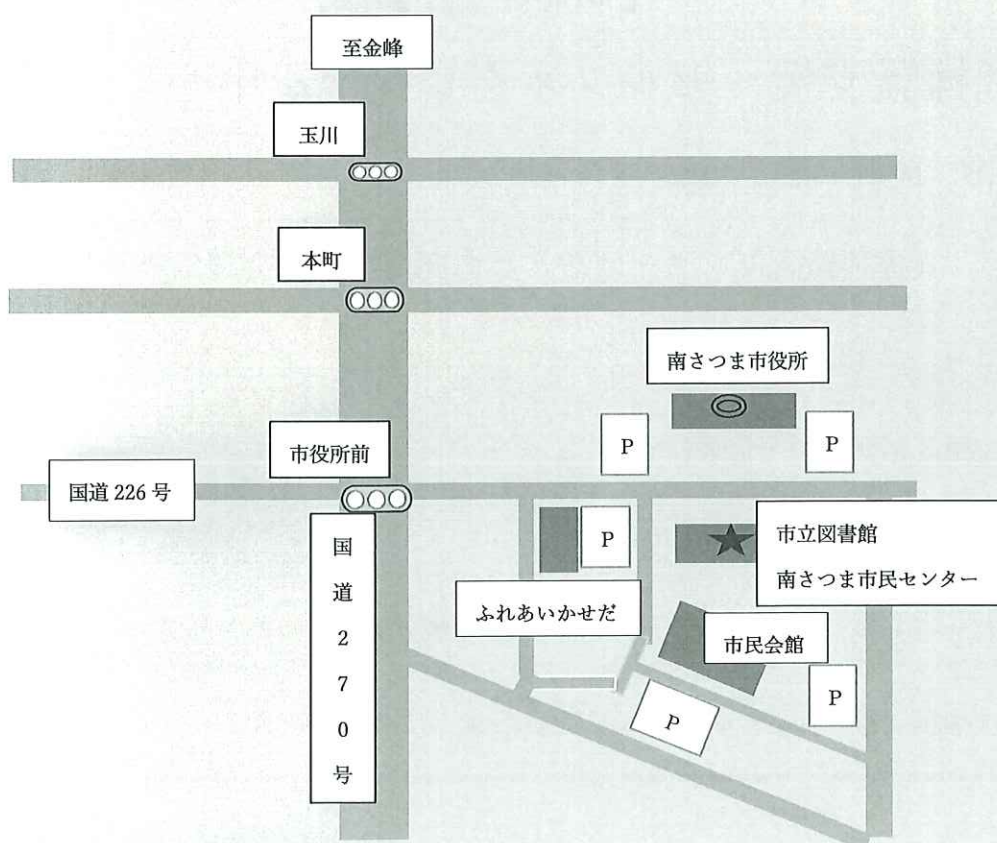 至金峰
玉川
本町
南さつま市役所
P
P
市役所前
国道 226 号
国道270号
P
市立図書館
南さつま市民センター
ふれあいかせだ
市民会館
P
P